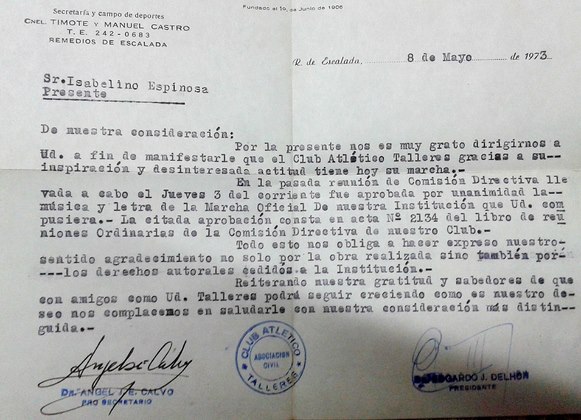 Fundado el 1º de Junio de 1906
Secretaría y campo de deportes
CNEL. TIMOTE Y MANUEL CASTRO
T. E. 242-0683
REMEDIOS DE ESCALADA
R. de Escalada, 8 de Mayo de 1973
Sr. Isabelino Espinosa
Presente
De nuestra consideración:
Por la presente nos es muy grato dirigirnos a
Ud. a fin de manifestarle que el Club Atlético Talleres gracias a su--
inspiración y desinteresada actitud tiene hoy su marcha.-
En la pasada reunión de Comisión Directiva lle
vada a cabo el Jueves 3 del corriente fue aprobada por unanimidad la--
música y letra de la Marcha Oficial De nuestra Institución que Ud. com
pusiera.- La citada aprobación consta en acta Nº 2134 del libro de reu
niones Ordinarias de la Comisión Directiva de nuestro Club.-
Todo esto nos obliga a hacer expreso nuestro-
sentido agradecimiento no solo por la obra realizada sino también por-
---los derechos autorales cedidos a la Institución.-
Reiterando nuestra gratitud y sabedores de que
con amigos como Ud. Talleres podrá seguir creciendo como es nuestro de-
seo nos complacemos en saludarle con nuestra consideración más distin-
guida.-
CLUB ATLETICO
ASOCIACION
CIVIL
TALLERES
DR. ANGEL J. E. CALVO
PRO SECRETARIO
EDGARDO J. DELHON
PRESIDENTE